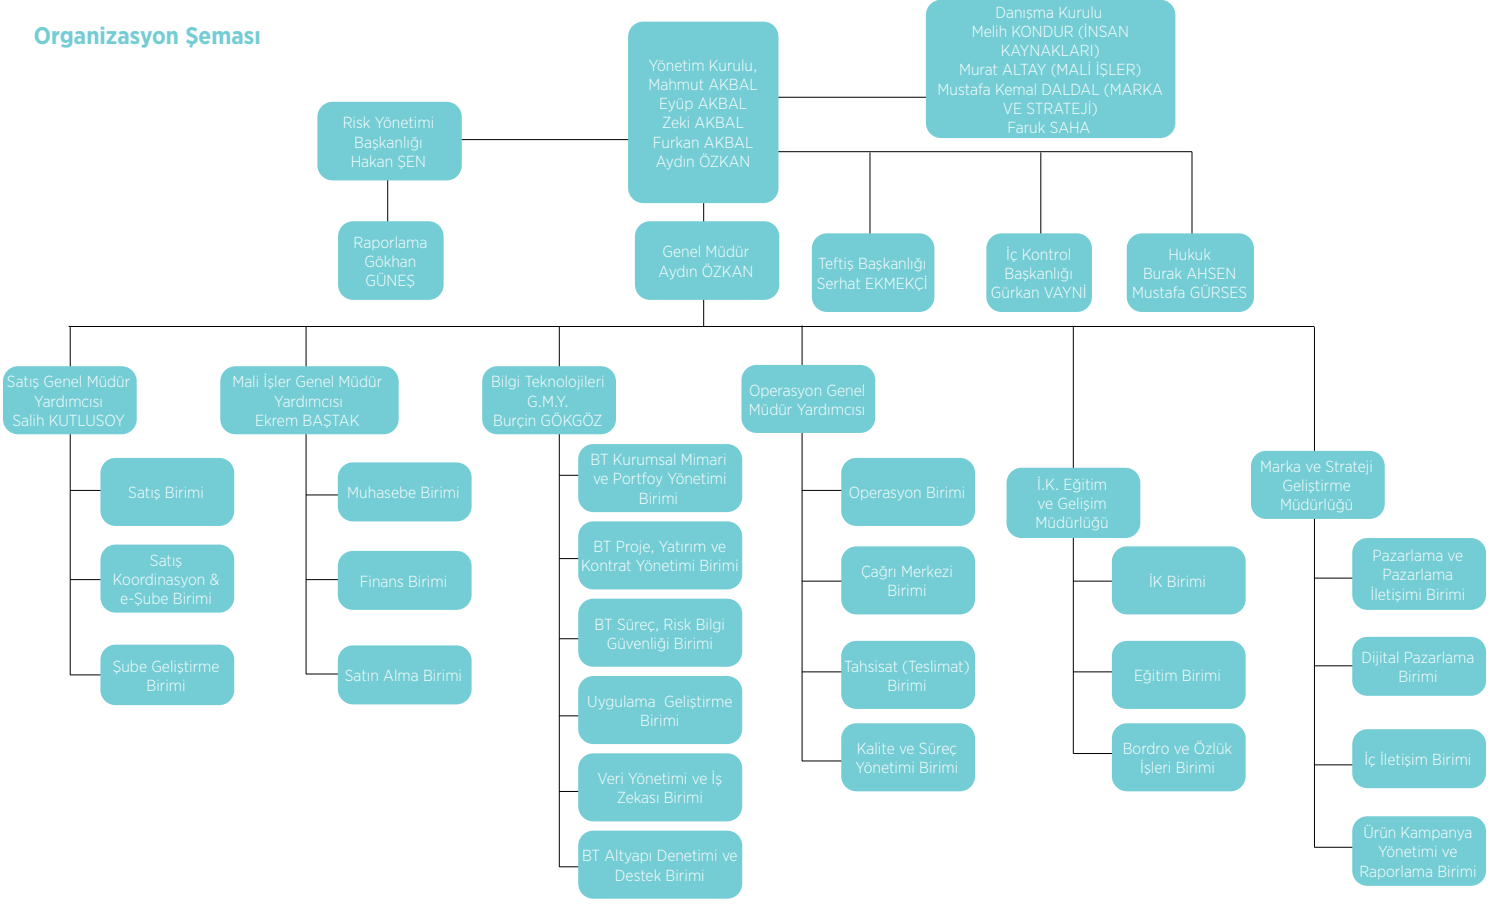 Organizasyon Şeması
Danışma Kurulu
Melih KONDUR (İNSAN
KAYNAKLARI)
Murat ALTAY (MALİ İŞLER)
Mustafa Kemal DALDAL (MARKA
VE STRATEJİ)
Faruk SAHA
Yönetim Kurulu,
Mahmut AKBAL
Eyüp AKBAL
Zeki AKBAL
Furkan AKBAL
Aydın ÖZKAN
Risk Yönetimi
Başkanlığı
Hakan ŞEN
Raporlama
Gökhan
GÜNEŞ
Genel Müdür
Aydın ÖZKAN
Teftiş Başkanlığı
Serhat EKMEKÇİ
İç Kontrol
Başkanlığı
Gürkan VAYNİ
Hukuk
Burak AHSEN
Mustafa GÜRSES
Satış Genel Müdür
Yardımcısı
Salih KUTLUSOY
Satış Birimi
Satış
Koordinasyon &
e-Şube Birimi
Şube Geliştirme
Birimi
Mali İşler Genel Müdür
Yardımcısı
Ekrem BAŞTAK
Muhasebe Birimi
Finans Birimi
Satın Alma Birimi
Bilgi Teknolojileri
G.M.Y.
Burçin GÖKGÖZ
BT Kurumsal Mimari
ve Portfoy Yönetimi
Birimi
BT Proje, Yatırım ve
Kontrat Yönetimi Birimi
BT Süreç, Risk Bilgi
Güvenliği Birimi
Uygulama Geliştirme
Birimi
Veri Yönetimi ve İş
Zekası Birimi
BT Altyapı Denetimi ve
Destek Birimi
Operasyon Genel
Müdür Yardımcısı
Operasyon Birimi
Çağrı Merkezi
Birimi
Tahsisat (Teslimat)
Birimi
Kalite ve Süreç
Yönetimi Birimi
İ.K. Eğitim
ve Gelişim
Müdürlüğü
İK Birimi
Eğitim Birimi
Bordro ve Özlük
İşleri Birimi
Marka ve Strateji
Geliştirme
Müdürlüğü
Pazarlama ve
Pazarlama
İletişimi Birimi
Dijital Pazarlama
Birimi
İç İletişim Birimi
Ürün Kampanya
Yönetimi ve
Raporlama Birimi